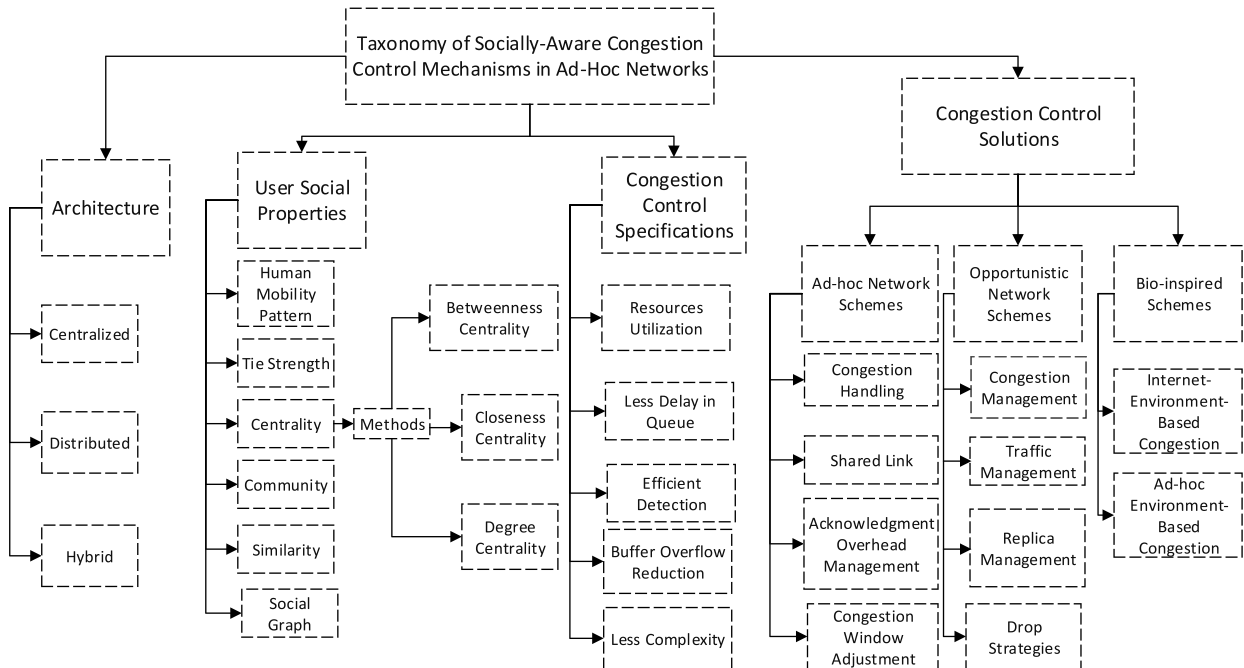 Taxonomy of Socially-Aware Congestion
Control Mechanisms in Ad-Hoc Networks
Architecture
Centralized
Distributed
Hybrid
User Social
Properties
Human
Mobility
Pattern
Tie Strength
Centrality
Community
Similarity
Social
Graph
Methods
Betweenness
Centrality
Closeness
Centrality
Degree
Centrality
Congestion
Control
Specifications
Resources
Utilization
Less Delay in
Queue
Efficient
Detection
Buffer Overflow
Reduction
Less Complexity
Congestion Control
Solutions
Ad-hoc Network
Schemes
Congestion
Handling
Shared Link
Acknowledgment
Overhead
Management
Congestion
Window
Adjustment
Opportunistic
Network
Schemes
Congestion
Management
Traffic
Management
Replica
Management
Drop
Strategies
Bio-inspired
Schemes
Internet-
Environment-
Based Congestion
Ad-hoc
Environment-
Based
Congestion